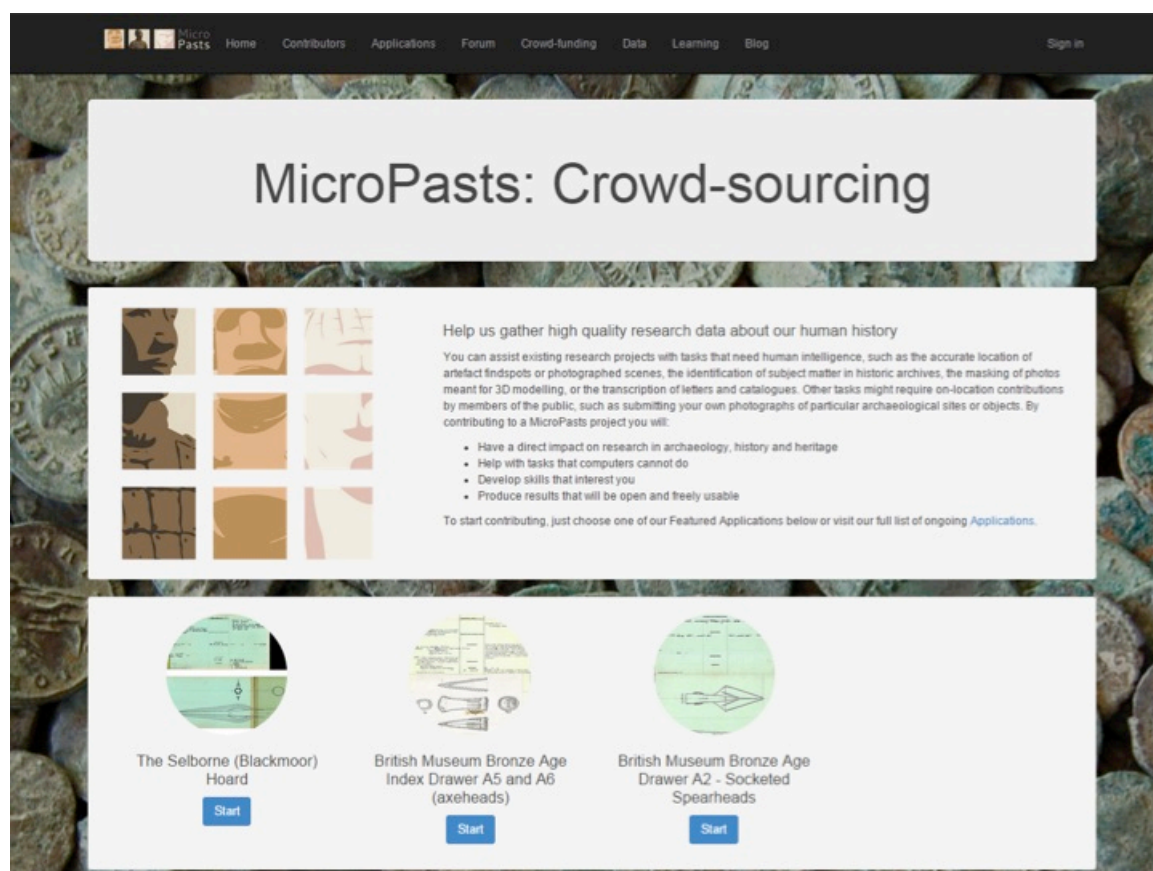 Micro
Pasts
Home
Contributors
Applications
Forum
Crowd-funding
Data
Learning
Blog
Sign in
MicroPasts: Crowd-sourcing
Help us gather high quality research data about our human history
You can assist existing research projects with tasks that need human intelligence, such as the accurate location of
artefact findspots or photographed scenes, the identification of subject matter in historic archives, the masking of photos
meant for 3D modelling, or the transcription of letters and catalogues. Other tasks might require on-location contributions
by members of the public, such as submitting your own photographs of particular archaeological sites or objects. By
contributing to a MicroPasts project you will:
• Have a direct impact on research in archaeology, history and heritage
• Help with tasks that computers cannot do
• Develop skills that interest you
• Produce results that will be open and freely usable
To start contributing, just choose one of our Featured Applications below or visit our full list of ongoing Applications.
The Selborne (Blackmoor)
Hoard
Start
British Museum Bronze Age
Index Drawer A5 and A6
(axeheads)
Start
British Museum Bronze Age
Drawer A2 - Socketed
Spearheads
Start